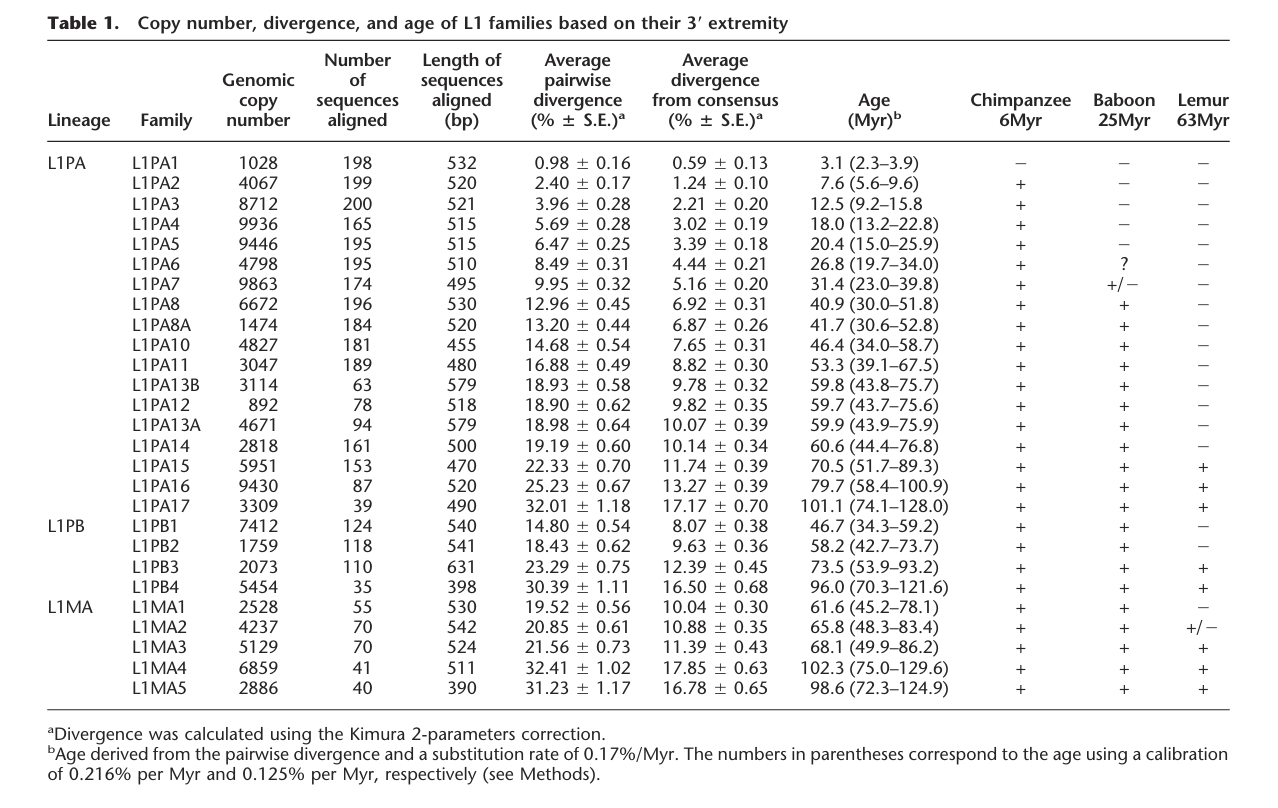 Table 1. Copy number, divergence, and age of L1 families based on their 3′ extremity
Lineage Family Genomic copy number Number of sequences aligned Length of sequences aligned (bp) Average pairwise divergence (% ± S.E.)a Average divergence from consensus (% ± S.E.)a Age (Myr)b Chimpanzee 6Myr Baboon 25Myr Lemur 63Myr
L1PA L1PA1 1028 198 532 0.98 ± 0.16 0.59 ± 0.13 3.1 (2.3–3.9) − − −
L1PA2 4067 199 520 2.40 ± 0.17 1.24 ± 0.10 7.6 (5.6–9.6) + − −
L1PA3 8712 200 521 3.96 ± 0.28 2.21 ± 0.20 12.5 (9.2–15.8 + − −
L1PA4 9936 165 515 5.69 ± 0.28 3.02 ± 0.19 18.0 (13.2–22.8) + − −
L1PA5 9446 195 515 6.47 ± 0.25 3.39 ± 0.18 20.4 (15.0–25.9) + − −
L1PA6 4798 195 510 8.49 ± 0.31 4.44 ± 0.21 26.8 (19.7–34.0) + ? −
L1PA7 9863 174 495 9.95 ± 0.32 5.16 ± 0.20 31.4 (23.0–39.8) + +/− −
L1PA8 6672 196 530 12.96 ± 0.45 6.92 ± 0.31 40.9 (30.0–51.8) + + −
L1PA8A 1474 184 520 13.20 ± 0.44 6.87 ± 0.26 41.7 (30.6–52.8) + + −
L1PA10 4827 181 455 14.68 ± 0.54 7.65 ± 0.31 46.4 (34.0–58.7) + + −
L1PA11 3047 189 480 16.88 ± 0.49 8.82 ± 0.30 53.3 (39.1–67.5) + + −
L1PA13B 3114 63 579 18.93 ± 0.58 9.78 ± 0.32 59.8 (43.8–75.7) + + −
L1PA12 892 78 518 18.90 ± 0.62 9.82 ± 0.35 59.7 (43.7–75.6) + + −
L1PA13A 4671 94 579 18.98 ± 0.64 10.07 ± 0.39 59.9 (43.9–75.9) + + −
L1PA14 2818 161 500 19.19 ± 0.60 10.14 ± 0.34 60.6 (44.4–76.8) + + −
L1PA15 5951 153 470 22.33 ± 0.70 11.74 ± 0.39 70.5 (51.7–89.3) + + +
L1PA16 9430 87 520 25.23 ± 0.67 13.27 ± 0.39 79.7 (58.4–100.9) + + +
L1PA17 3309 39 490 32.01 ± 1.18 17.17 ± 0.70 101.1 (74.1–128.0) + + +
L1PB L1PB1 7412 124 540 14.80 ± 0.54 8.07 ± 0.38 46.7 (34.3–59.2) + + −
L1PB2 1759 118 541 18.43 ± 0.62 9.63 ± 0.36 58.2 (42.7–73.7) + + −
L1PB3 2073 110 631 23.29 ± 0.75 12.39 ± 0.45 73.5 (53.9–93.2) + + +
L1PB4 5454 35 398 30.39 ± 1.11 16.50 ± 0.68 96.0 (70.3–121.6) + + +
L1MA L1MA1 2528 55 530 19.52 ± 0.56 10.04 ± 0.30 61.6 (45.2–78.1) + + −
L1MA2 4237 70 542 20.85 ± 0.61 10.88 ± 0.35 65.8 (48.3–83.4) + + +/−
L1MA3 5129 70 524 21.56 ± 0.73 11.39 ± 0.43 68.1 (49.9–86.2) + + +
L1MA4 6859 41 511 32.41 ± 1.02 17.85 ± 0.63 102.3 (75.0–129.6) + + +
L1MA5 2886 40 390 31.23 ± 1.17 16.78 ± 0.65 98.6 (72.3–124.9) + + +
aDivergence was calculated using the Kimura 2-parameters correction.
bAge derived from the pairwise divergence and a substitution rate of 0.17%/Myr. The numbers in parentheses correspond to the age using a calibration
of 0.216% per Myr and 0.125% per Myr, respectively (see Methods).